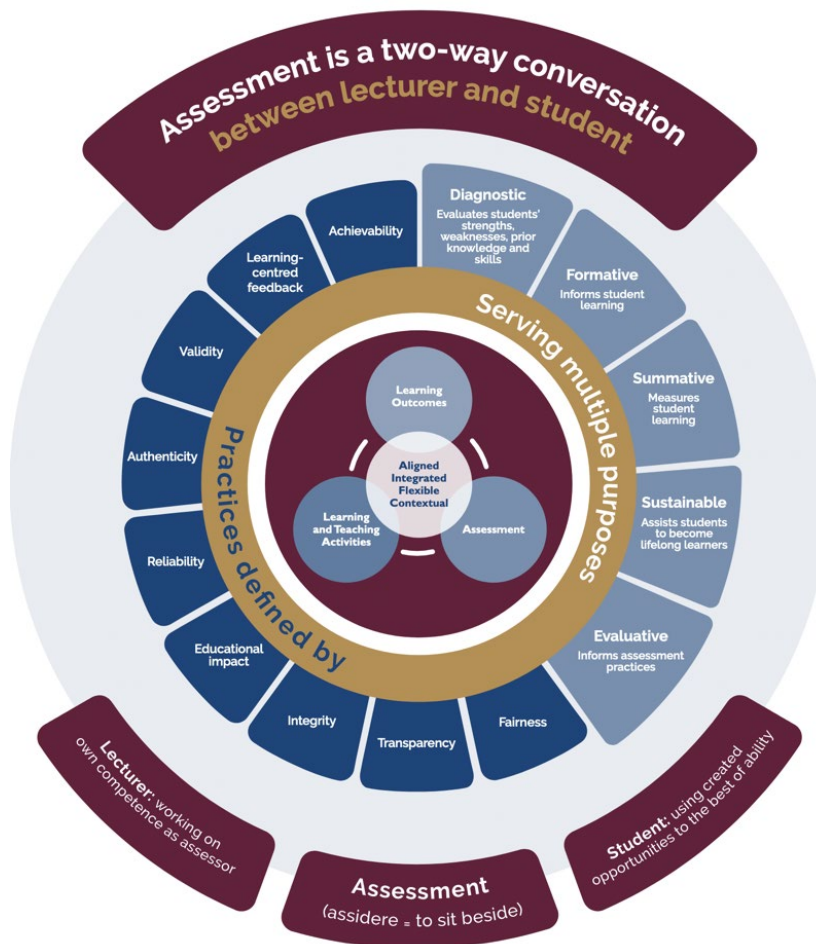 Assessment is a two-way conversation
between lecturer and student
Diagnostic
Evaluates students'
strengths,
weaknesses, prior
knowledge and
skills
Formative
Informs student
learning
Summative
Measures
student
learning
Sustainable
Assists students
to become
lifelong learners
Evaluative
Informs assessment
practices
Fairness
Transparency
Integrity
Educational
impact
Reliability
Authenticity
Validity
Learning-
centred
feedback
Achievability
Serving multiple purposes
Practices defined by
Learning
Outcomes
Aligned
Integrated
Flexible
Contextual
Learning
and Teaching
Activities
Assessment
Lecturer: working on
own competence as assessor
Assessment
(assidere = to sit beside)
Student: using created
opportunities to the best of ability